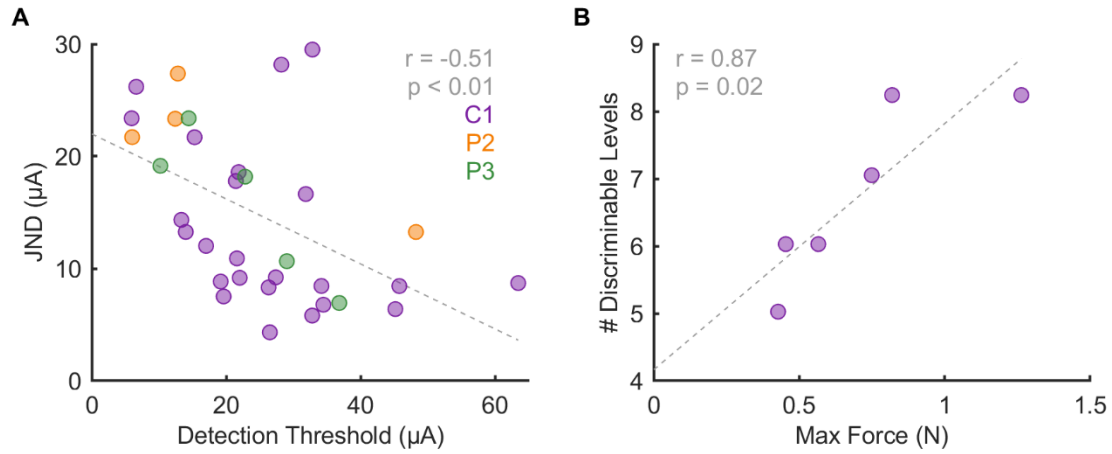 A
30
20
10
0
JND (µA)
r = -0.51
p < 0.01
C1
P2
P3
0
20
40
60
Detection Threshold (µA)
B
9
8
7
6
5
4
# Discriminable Levels
r = 0.87
p = 0.02
0
0.5
1
1.5
Max Force (N)